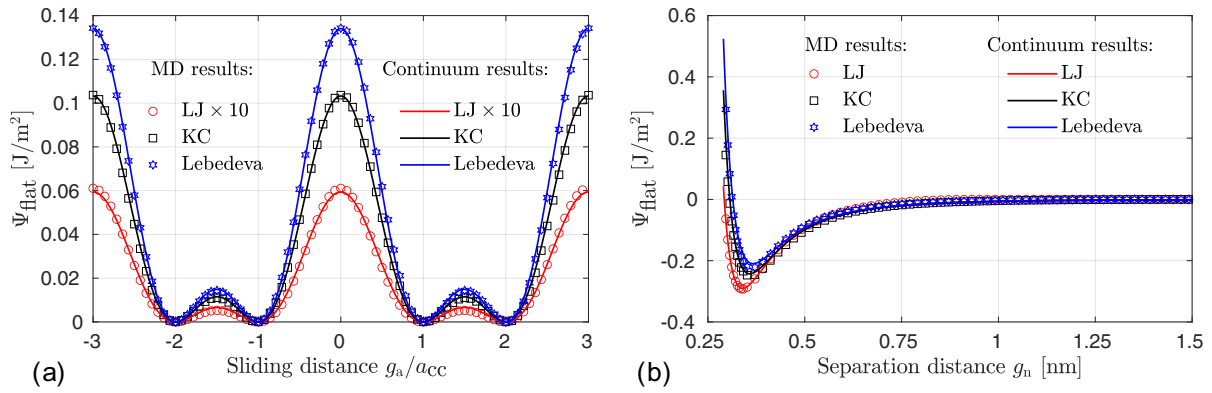 0.14
0.12
0.1
0.08
0.06
0.04
0.02
0
Ψflat [J/m²]
MD results:
LJ × 10
KC
Lebedeva
Continuum results:
LJ × 10
KC
Lebedeva
-3 -2 -1 0 1 2 3
Sliding distance ga/aCC
(a)
0.6
0.4
0.2
0
-0.2
-0.4
Ψflat [J/m²]
MD results:
LJ
KC
Lebedeva
Continuum results:
LJ
KC
Lebedeva
0.25 0.5 0.75 1 1.25 1.5
Separation distance gn [nm]
(b)